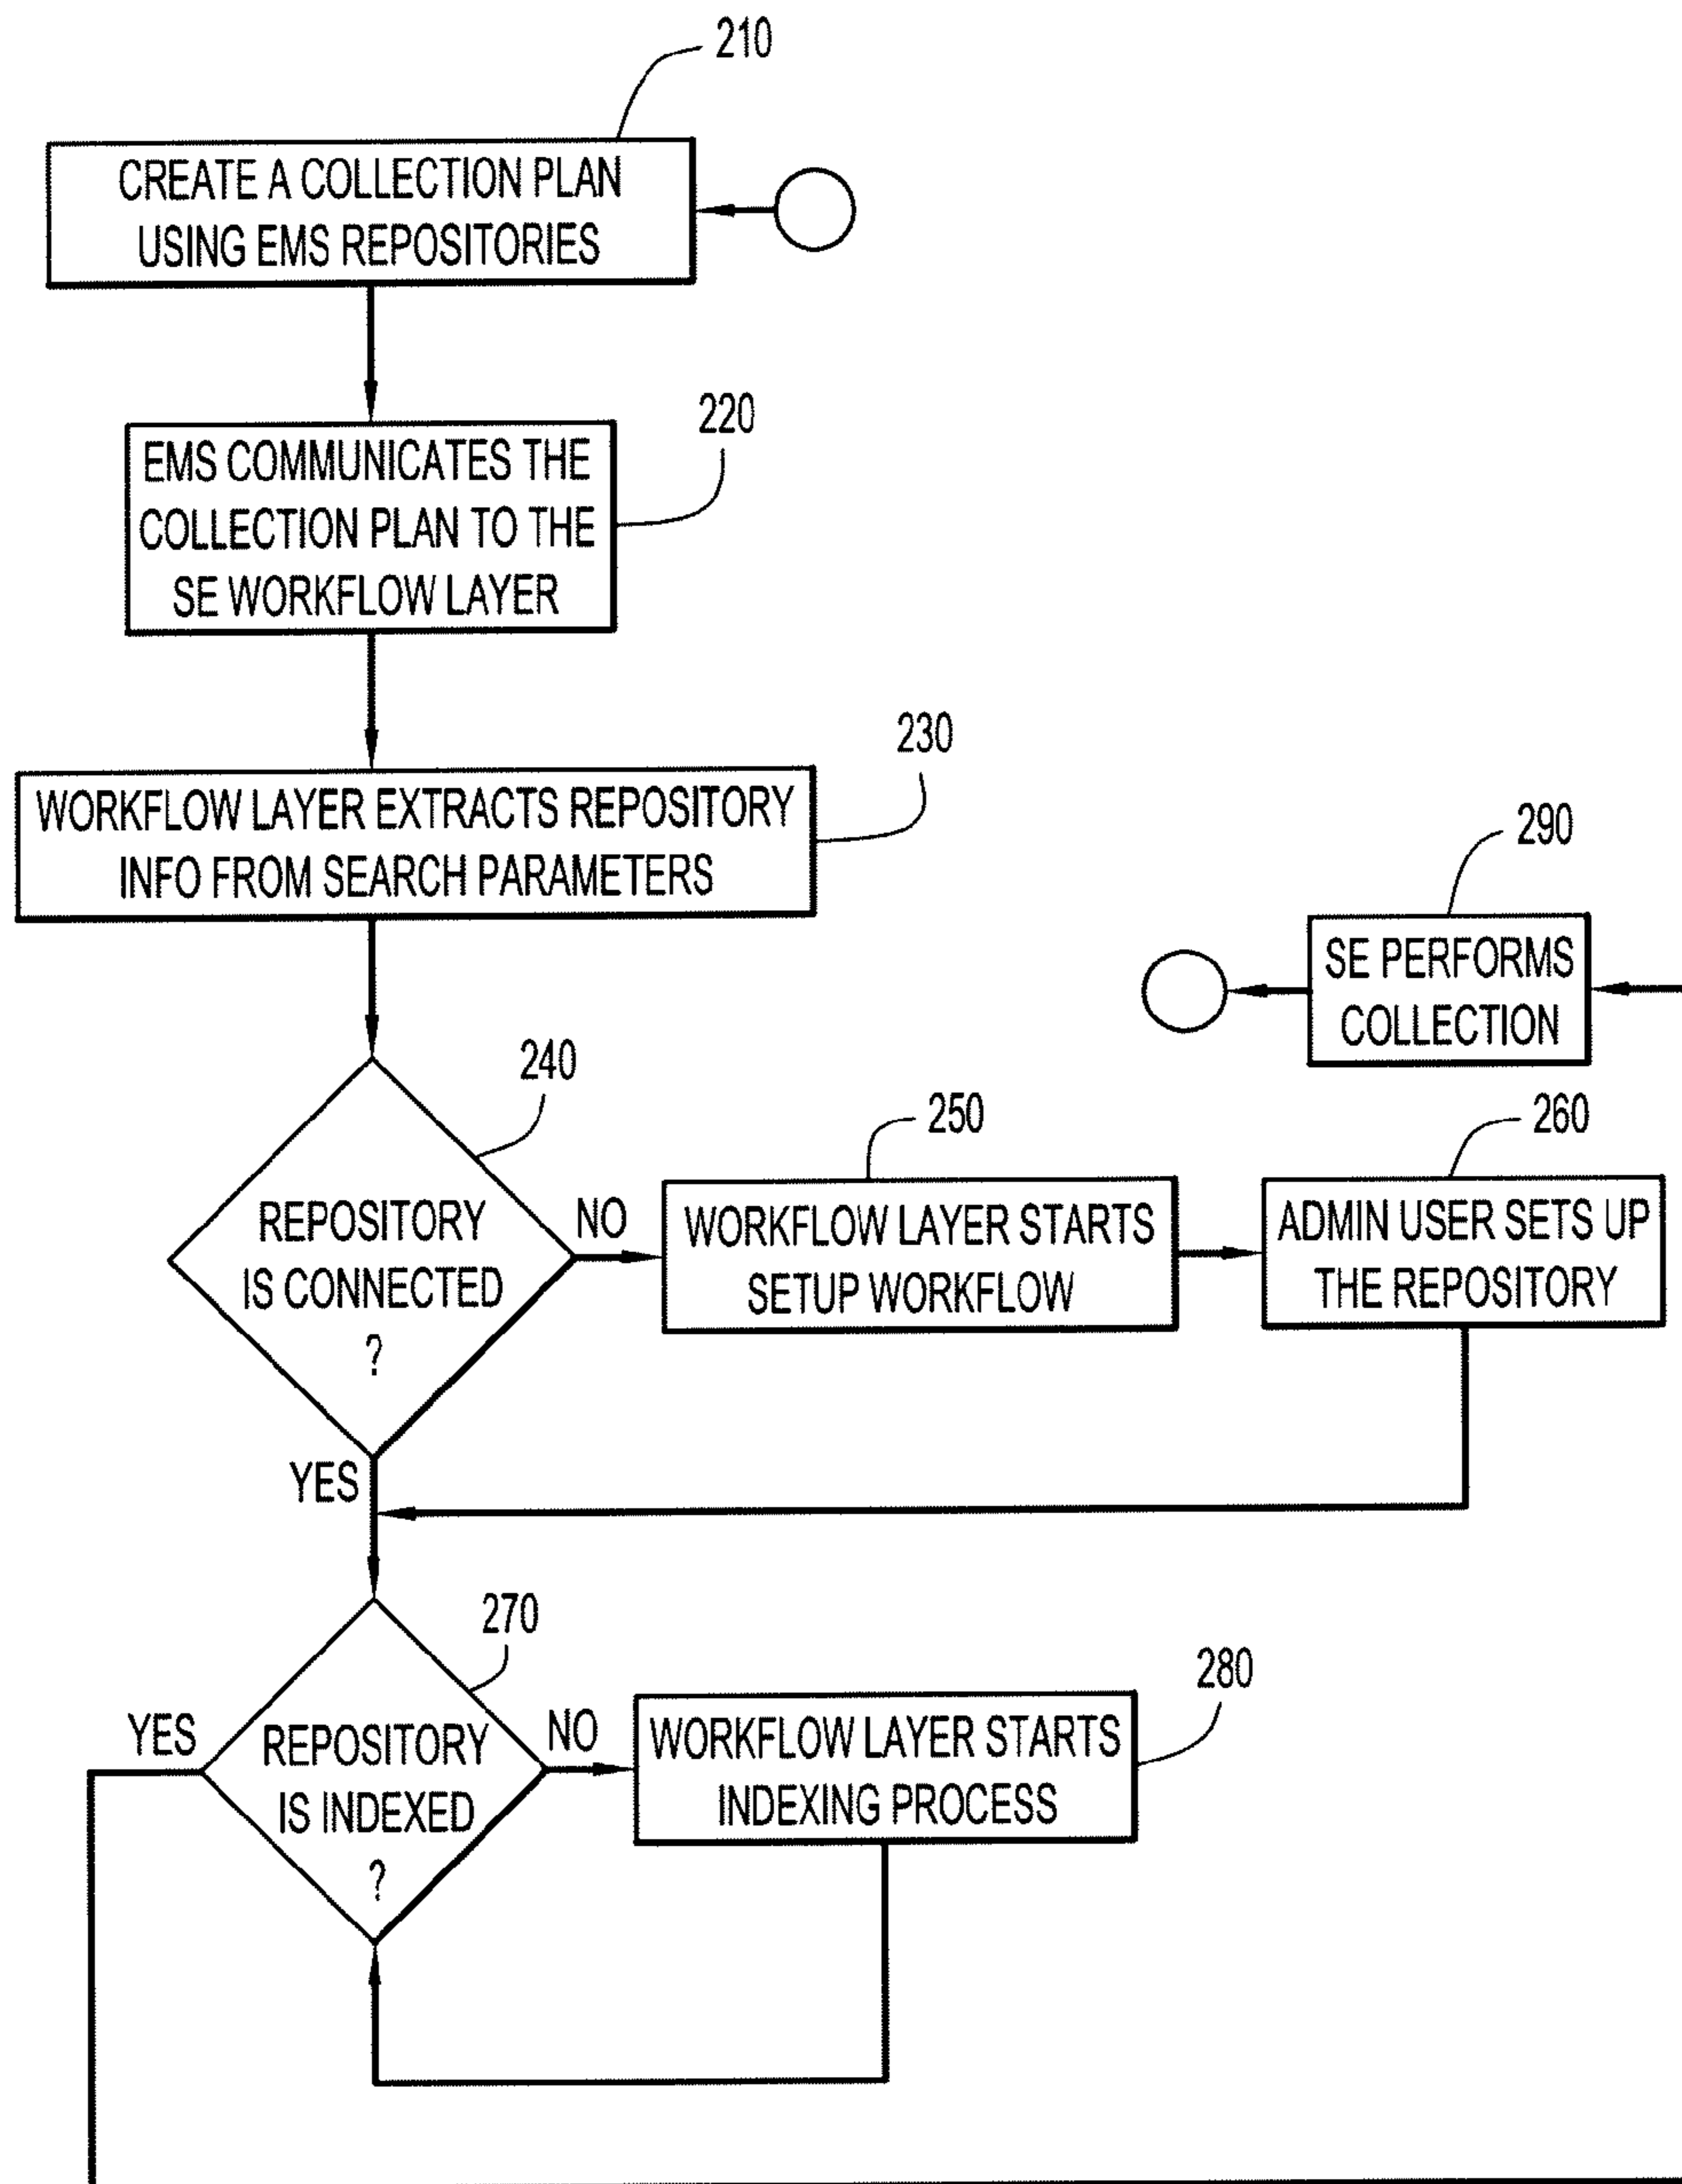 210
CREATE A COLLECTION PLAN
USING EMS REPOSITORIES
220
EMS COMMUNICATES THE
COLLECTION PLAN TO THE
SE WORKFLOW LAYER
230
WORKFLOW LAYER EXTRACTS REPOSITORY
INFO FROM SEARCH PARAMETERS
290
SE PERFORMS
COLLECTION
240
REPOSITORY
IS CONNECTED
?
NO
YES
250
WORKFLOW LAYER STARTS
SETUP WORKFLOW
260
ADMIN USER SETS UP
THE REPOSITORY
270
REPOSITORY
IS INDEXED
?
YES
NO
280
WORKFLOW LAYER STARTS
INDEXING PROCESS